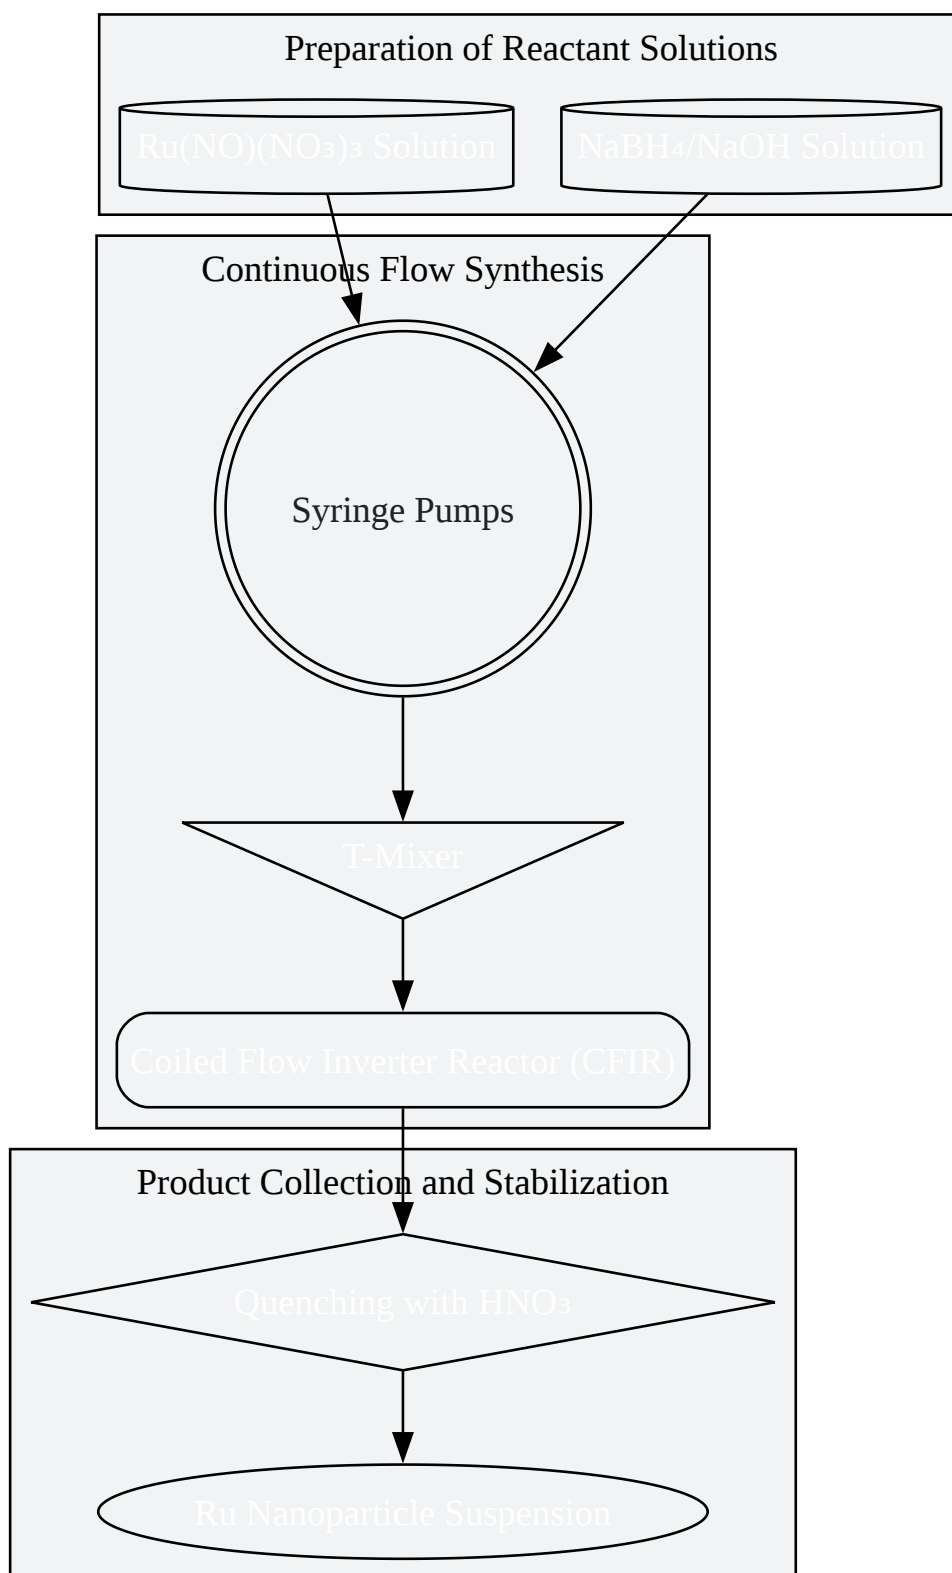 Preparation of Reactant Solutions
Ru(NO)(NO₃)₃ Solution
NaBH₄/NaOH Solution
Continuous Flow Synthesis
Syringe Pumps
T-Mixer
Coiled Flow Inverter Reactor (CFIR)
Product Collection and Stabilization
Quenching with HNO₃
Ru Nanoparticle Suspension